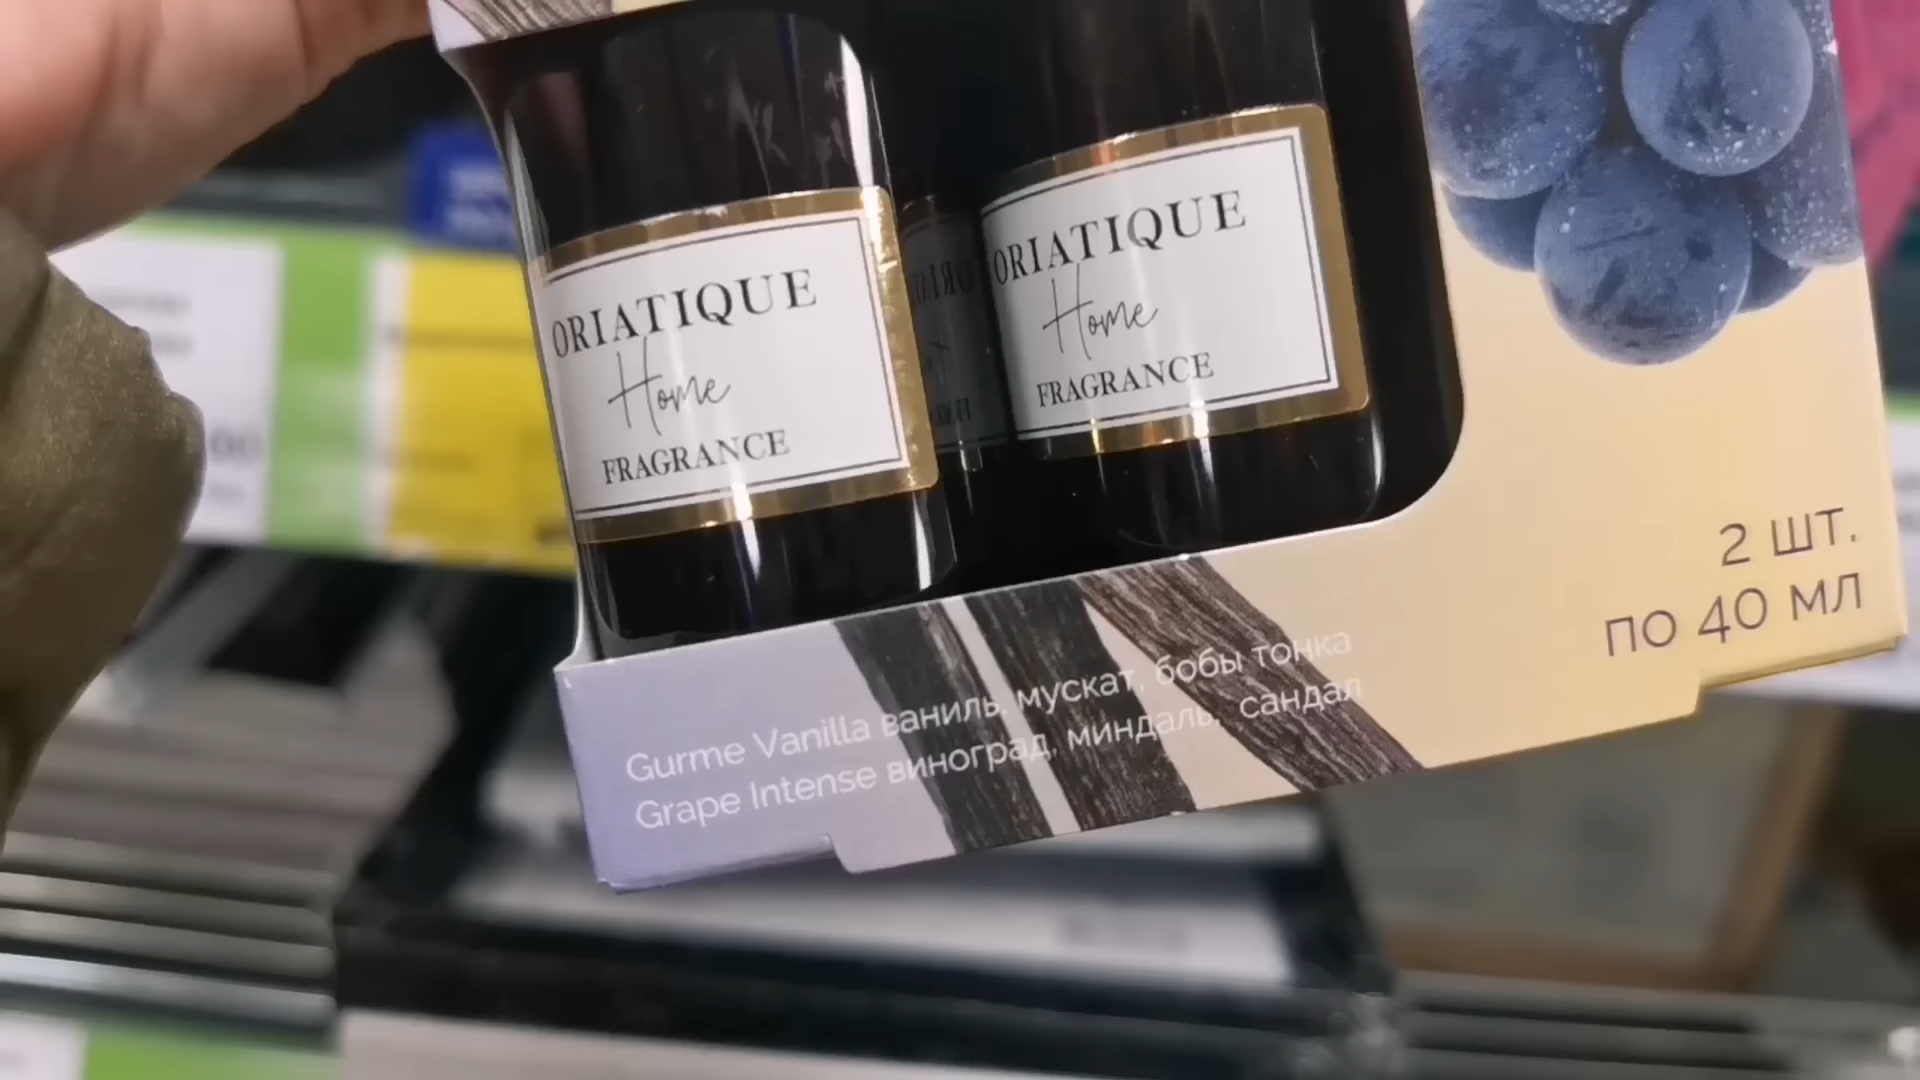 ORIATIQUE
Home
FRAGRANCE
ORIATIQUE
Home
FRAGRANCE
2 ШТ.
ПО 40 МЛ
Gurme Vanilla ваниль, мускат, бобы тонка
Grape Intense виноград, миндаль, сандал